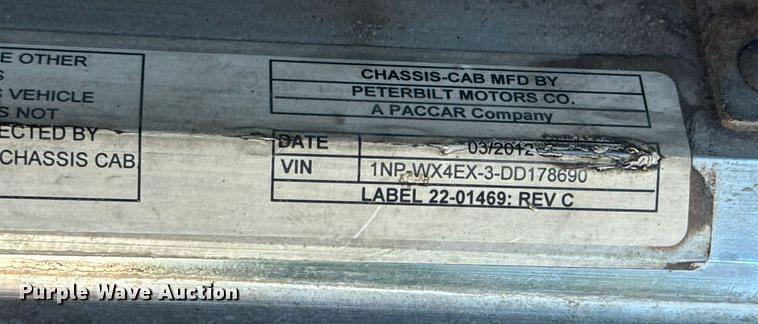 E OTHER
S
S VEHICLE
S NOT
ECTED BY
CHASSIS CAB
CHASSIS-CAB MFD BY
PETERBILT MOTORS CO.
A PACCAR Company
DATE 03/2012
VIN 1NP-WX4EX-3-DD178690
LABEL 22-01469: REV C
Purple Wave Auction